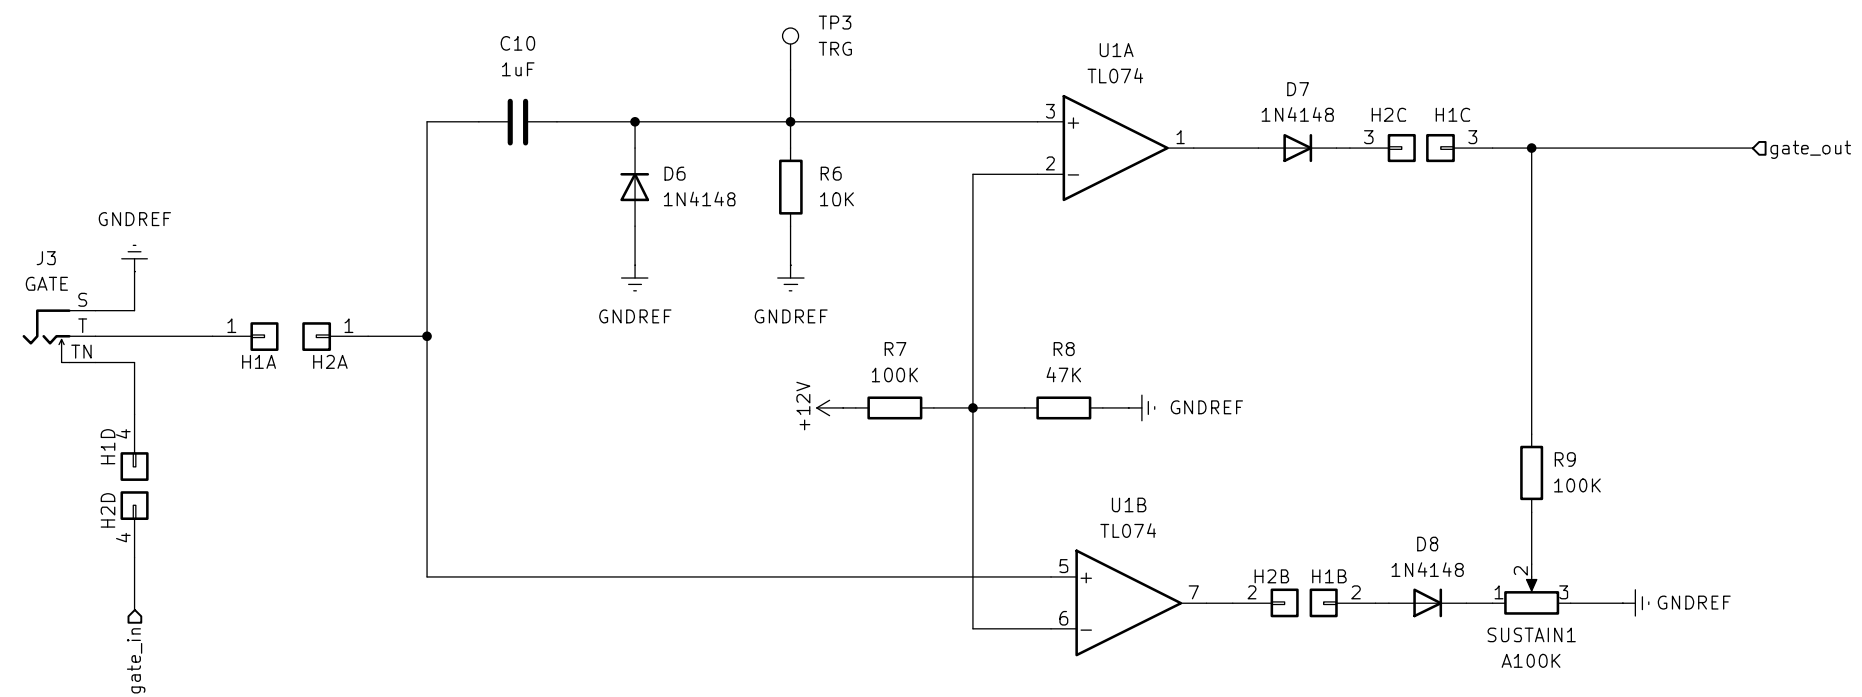 C10
1uF
TP3
TRG
U1A
TL074
3
+
2
-
1
D7
1N4148
H2C
3
H1C
3
gate_out
D6
1N4148
R6
10K
GNDREF
GNDREF
GNDREF
J3
GATE
S
T
TN
1
H1A
1
H2A
H1D
4
H2D
4
gate_in
+12V
R7
100K
R8
47K
GNDREF
R9
100K
U1B
TL074
5
+
6
-
7
H2B
2
H1B
2
D8
1N4148
1
2
3
GNDREF
SUSTAIN1
A100K